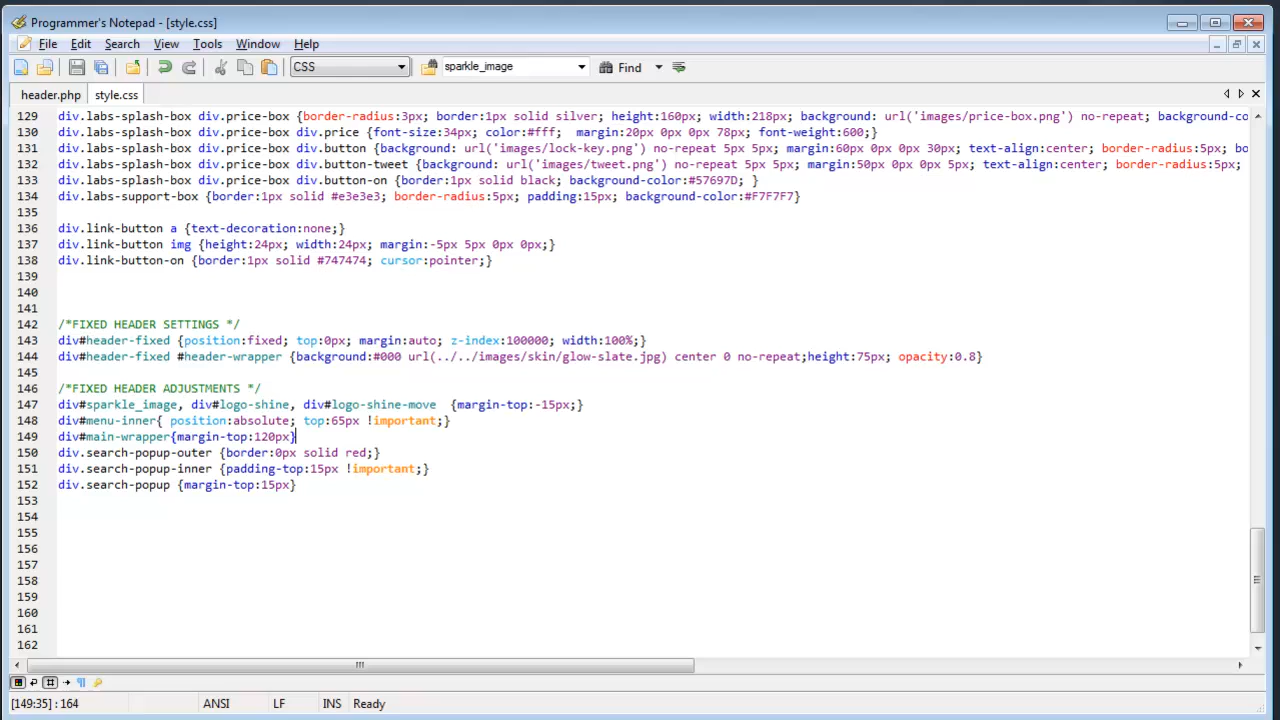 Programmer's Notepad - [style.css]
File Edit Search View Tools Window Help
CSS sparkle_image Find
header.php style.css
129 div.labs-splash-box div.price-box {border-radius:3px; border:1px solid silver; height:160px; width:218px; background: url('images/price-box.png') no-repeat; background-co
130 div.labs-splash-box div.price-box div.price {font-size:34px; color:#fff; margin:20px 0px 0px 78px; font-weight:600;}
131 div.labs-splash-box div.price-box div.button {background: url('images/lock-key.png') no-repeat 5px 5px; margin:60px 0px 0px 30px; text-align:center; border-radius:5px; bo
132 div.labs-splash-box div.price-box div.button-tweet {background: url('images/tweet.png') no-repeat 5px 5px; margin:50px 0px 0px 5px; text-align:center; border-radius:5px;
133 div.labs-splash-box div.price-box div.button-on {border:1px solid black; background-color:#57697D; }
134 div.labs-support-box {border:1px solid #e3e3e3; border-radius:5px; padding:15px; background-color:#F7F7F7}
135
136 div.link-button a {text-decoration:none;}
137 div.link-button img {height:24px; width:24px; margin:-5px 5px 0px 0px;}
138 div.link-button-on {border:1px solid #747474; cursor:pointer;}
139
140
141
142 /*FIXED HEADER SETTINGS */
143 div#header-fixed {position:fixed; top:0px; margin:auto; z-index:100000; width:100%;}
144 div#header-fixed #header-wrapper {background:#000 url(../../images/skin/glow-slate.jpg) center 0 no-repeat;height:75px; opacity:0.8}
145
146 /*FIXED HEADER ADJUSTMENTS */
147 div#sparkle_image, div#logo-shine, div#logo-shine-move {margin-top:-15px;}
148 div#menu-inner{ position:absolute; top:65px !important;}
149 div#main-wrapper{margin-top:120px}
150 div.search-popup-outer {border:0px solid red;}
151 div.search-popup-inner {padding-top:15px !important;}
152 div.search-popup {margin-top:15px}
153
154
155
156
157
158
159
160
161
162
[149:35] : 164 ANSI LF INS Ready